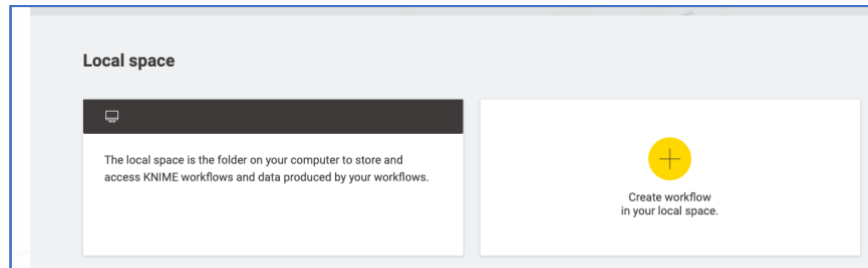 Local space
The local space is the folder on your computer to store and
access KNIME workflows and data produced by your workflows.
Create workflow
in your local space.